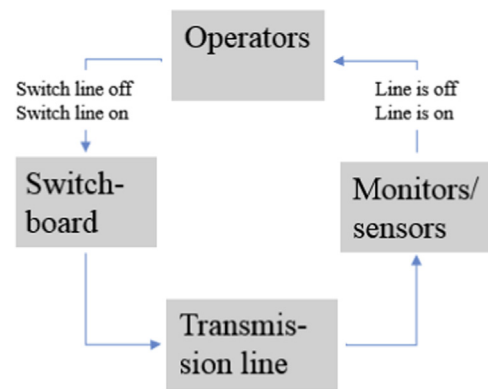 Operators
Switch line off
Switch line on
Line is off
Line is on
Switch-
board
Monitors/
sensors
Transmis-
sion line